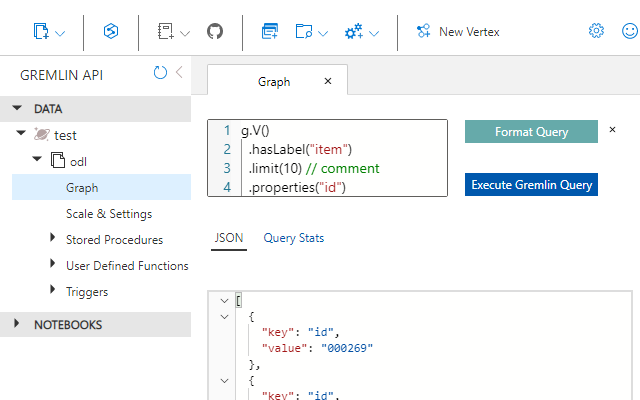 New Vertex
GREMLIN API
DATA
test
odl
Graph
Scale & Settings
Stored Procedures
User Defined Functions
Triggers
NOTEBOOKS
Graph
1 g.V()
2 .hasLabel("item")
3 .limit(10) // comment
4 .properties("id")
Format Query
Execute Gremlin Query
JSON Query Stats
[
{
"key": "id",
"value": "000269"
},
{
"key": "id",